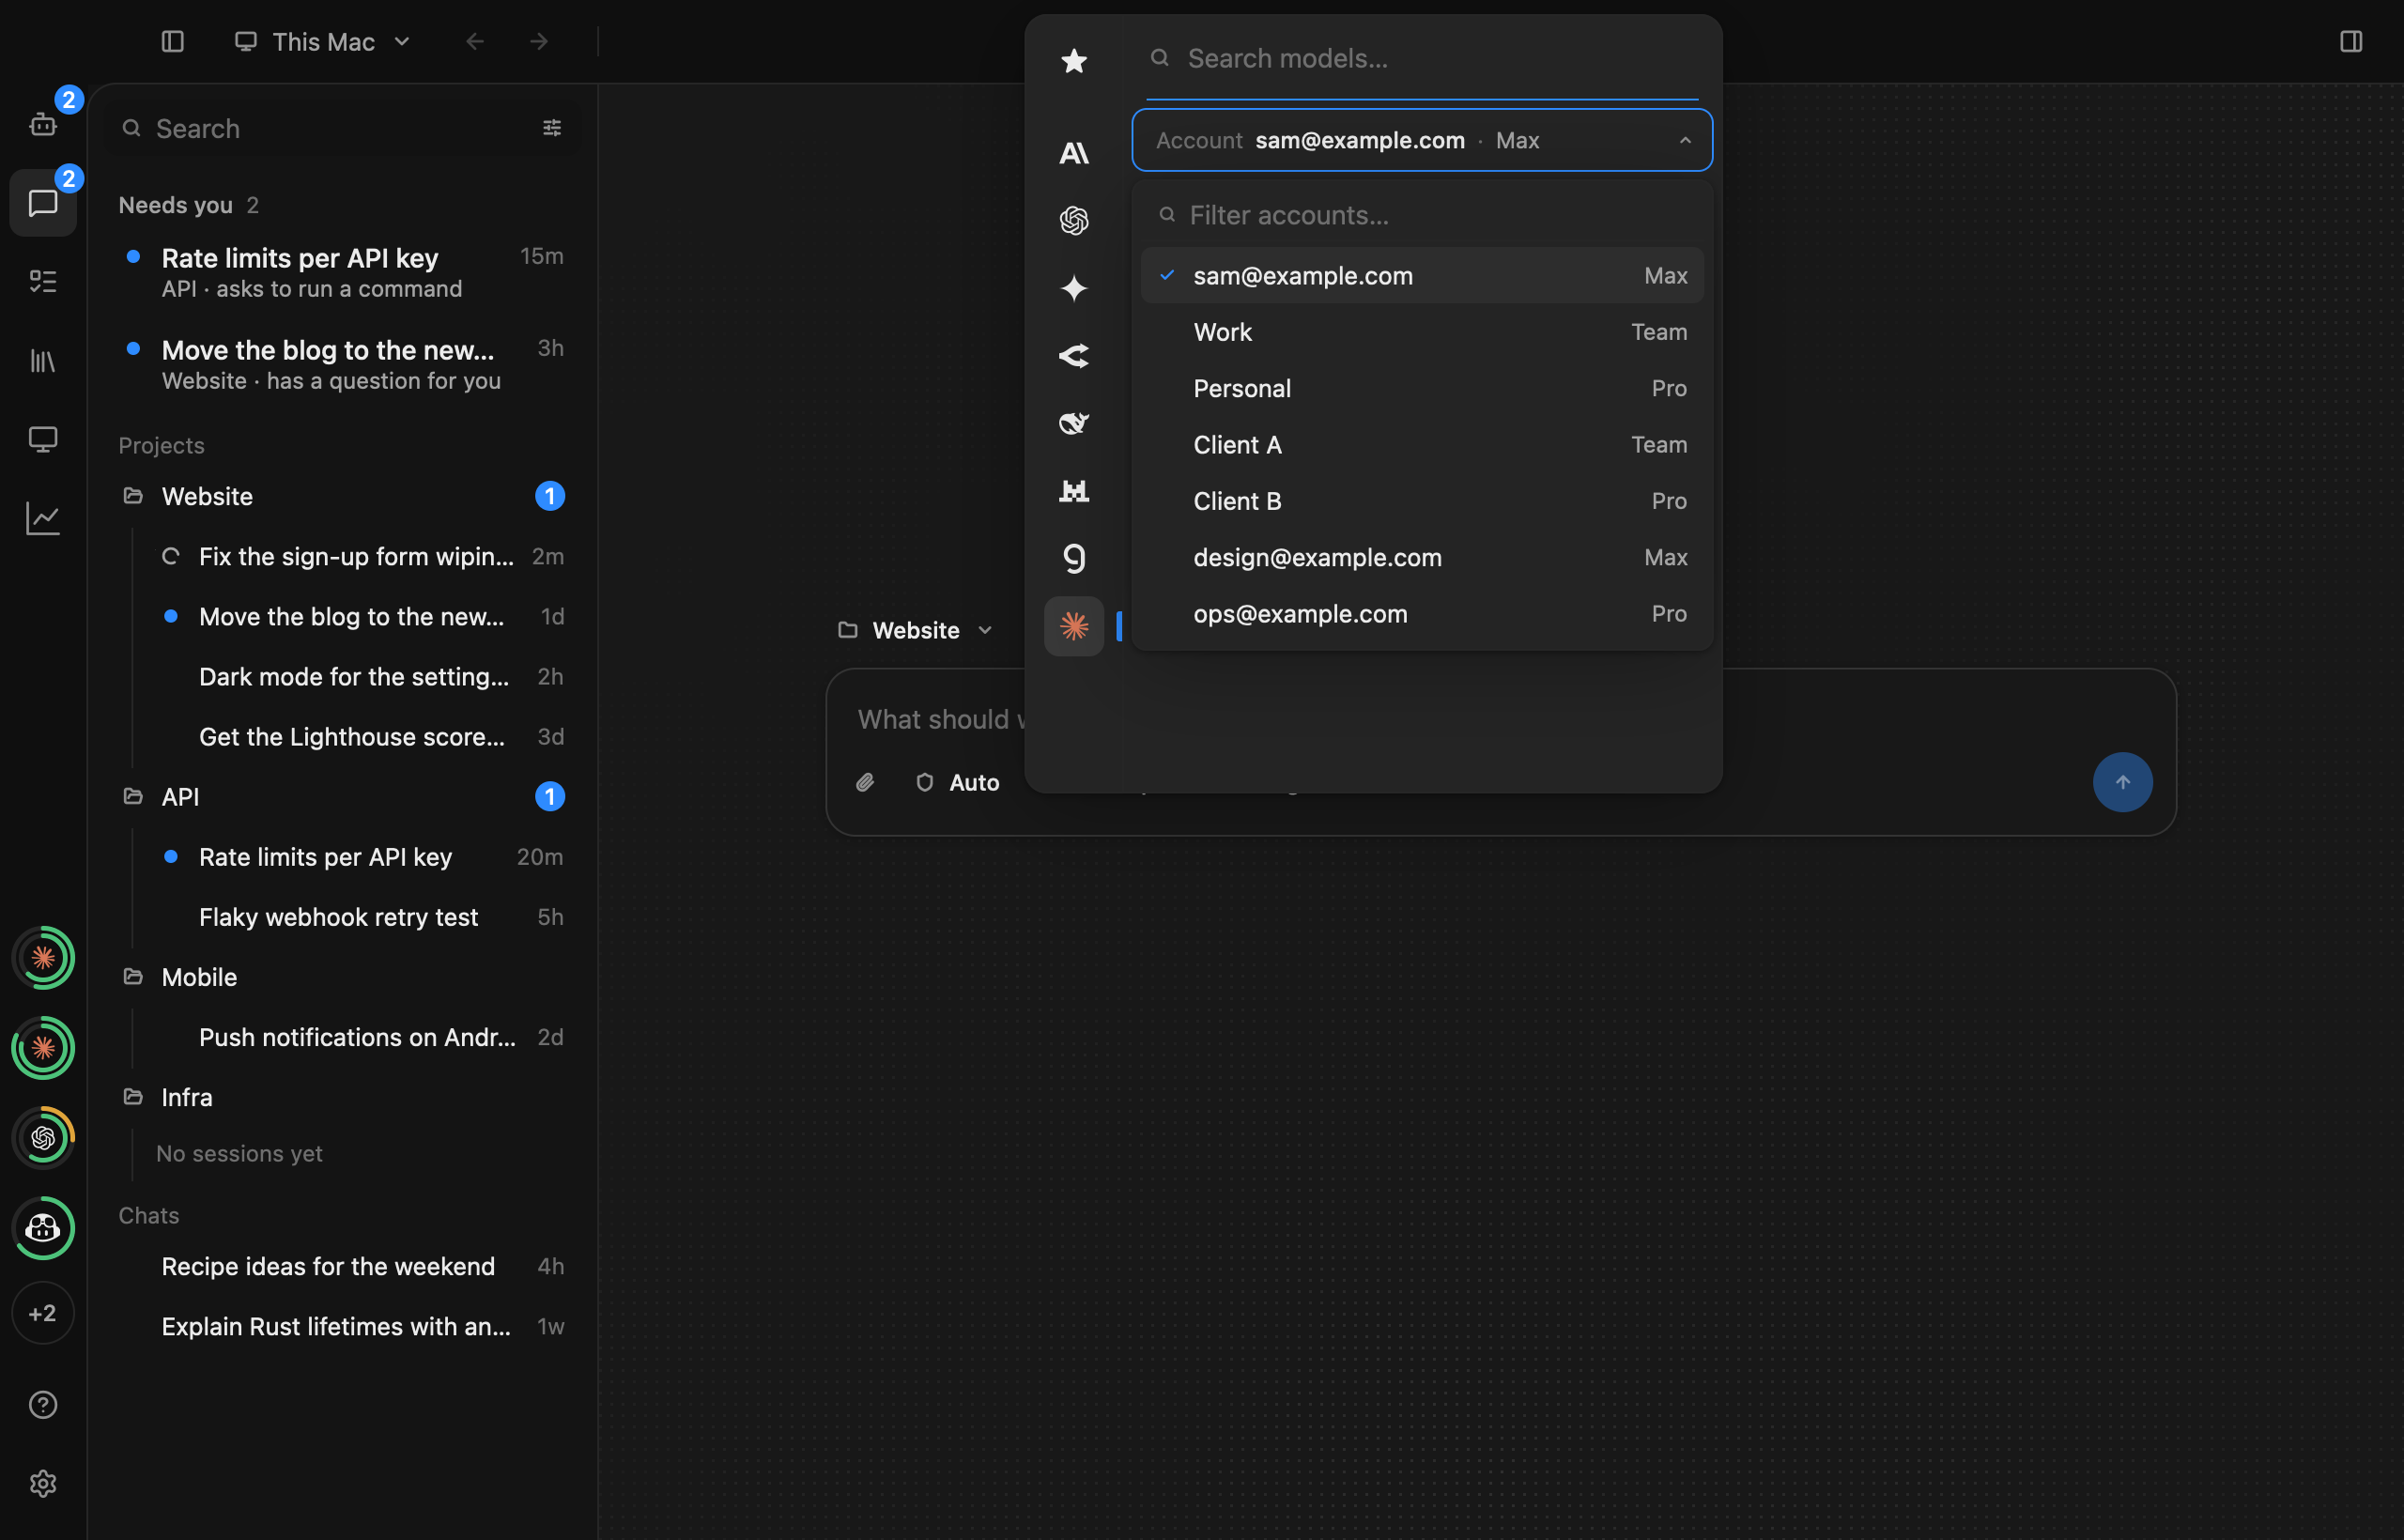 This Mac
2
2
Search
Needs you 2
Rate limits per API key 15m
API · asks to run a command
Move the blog to the new... 3h
Website · has a question for you
Projects
Website 1
Fix the sign-up form wipin... 2m
Move the blog to the new... 1d
Dark mode for the setting... 2h
Get the Lighthouse score... 3d
API 1
Rate limits per API key 20m
Flaky webhook retry test 5h
Mobile
Push notifications on Andr... 2d
Infra
No sessions yet
Chats
Recipe ideas for the weekend 4h
Explain Rust lifetimes with an... 1w
+2
Search models...
Account sam@example.com · Max
Filter accounts...
sam@example.com Max
Work Team
Personal Pro
Client A Team
Client B Pro
design@example.com Max
ops@example.com Pro
Website
What should
Auto